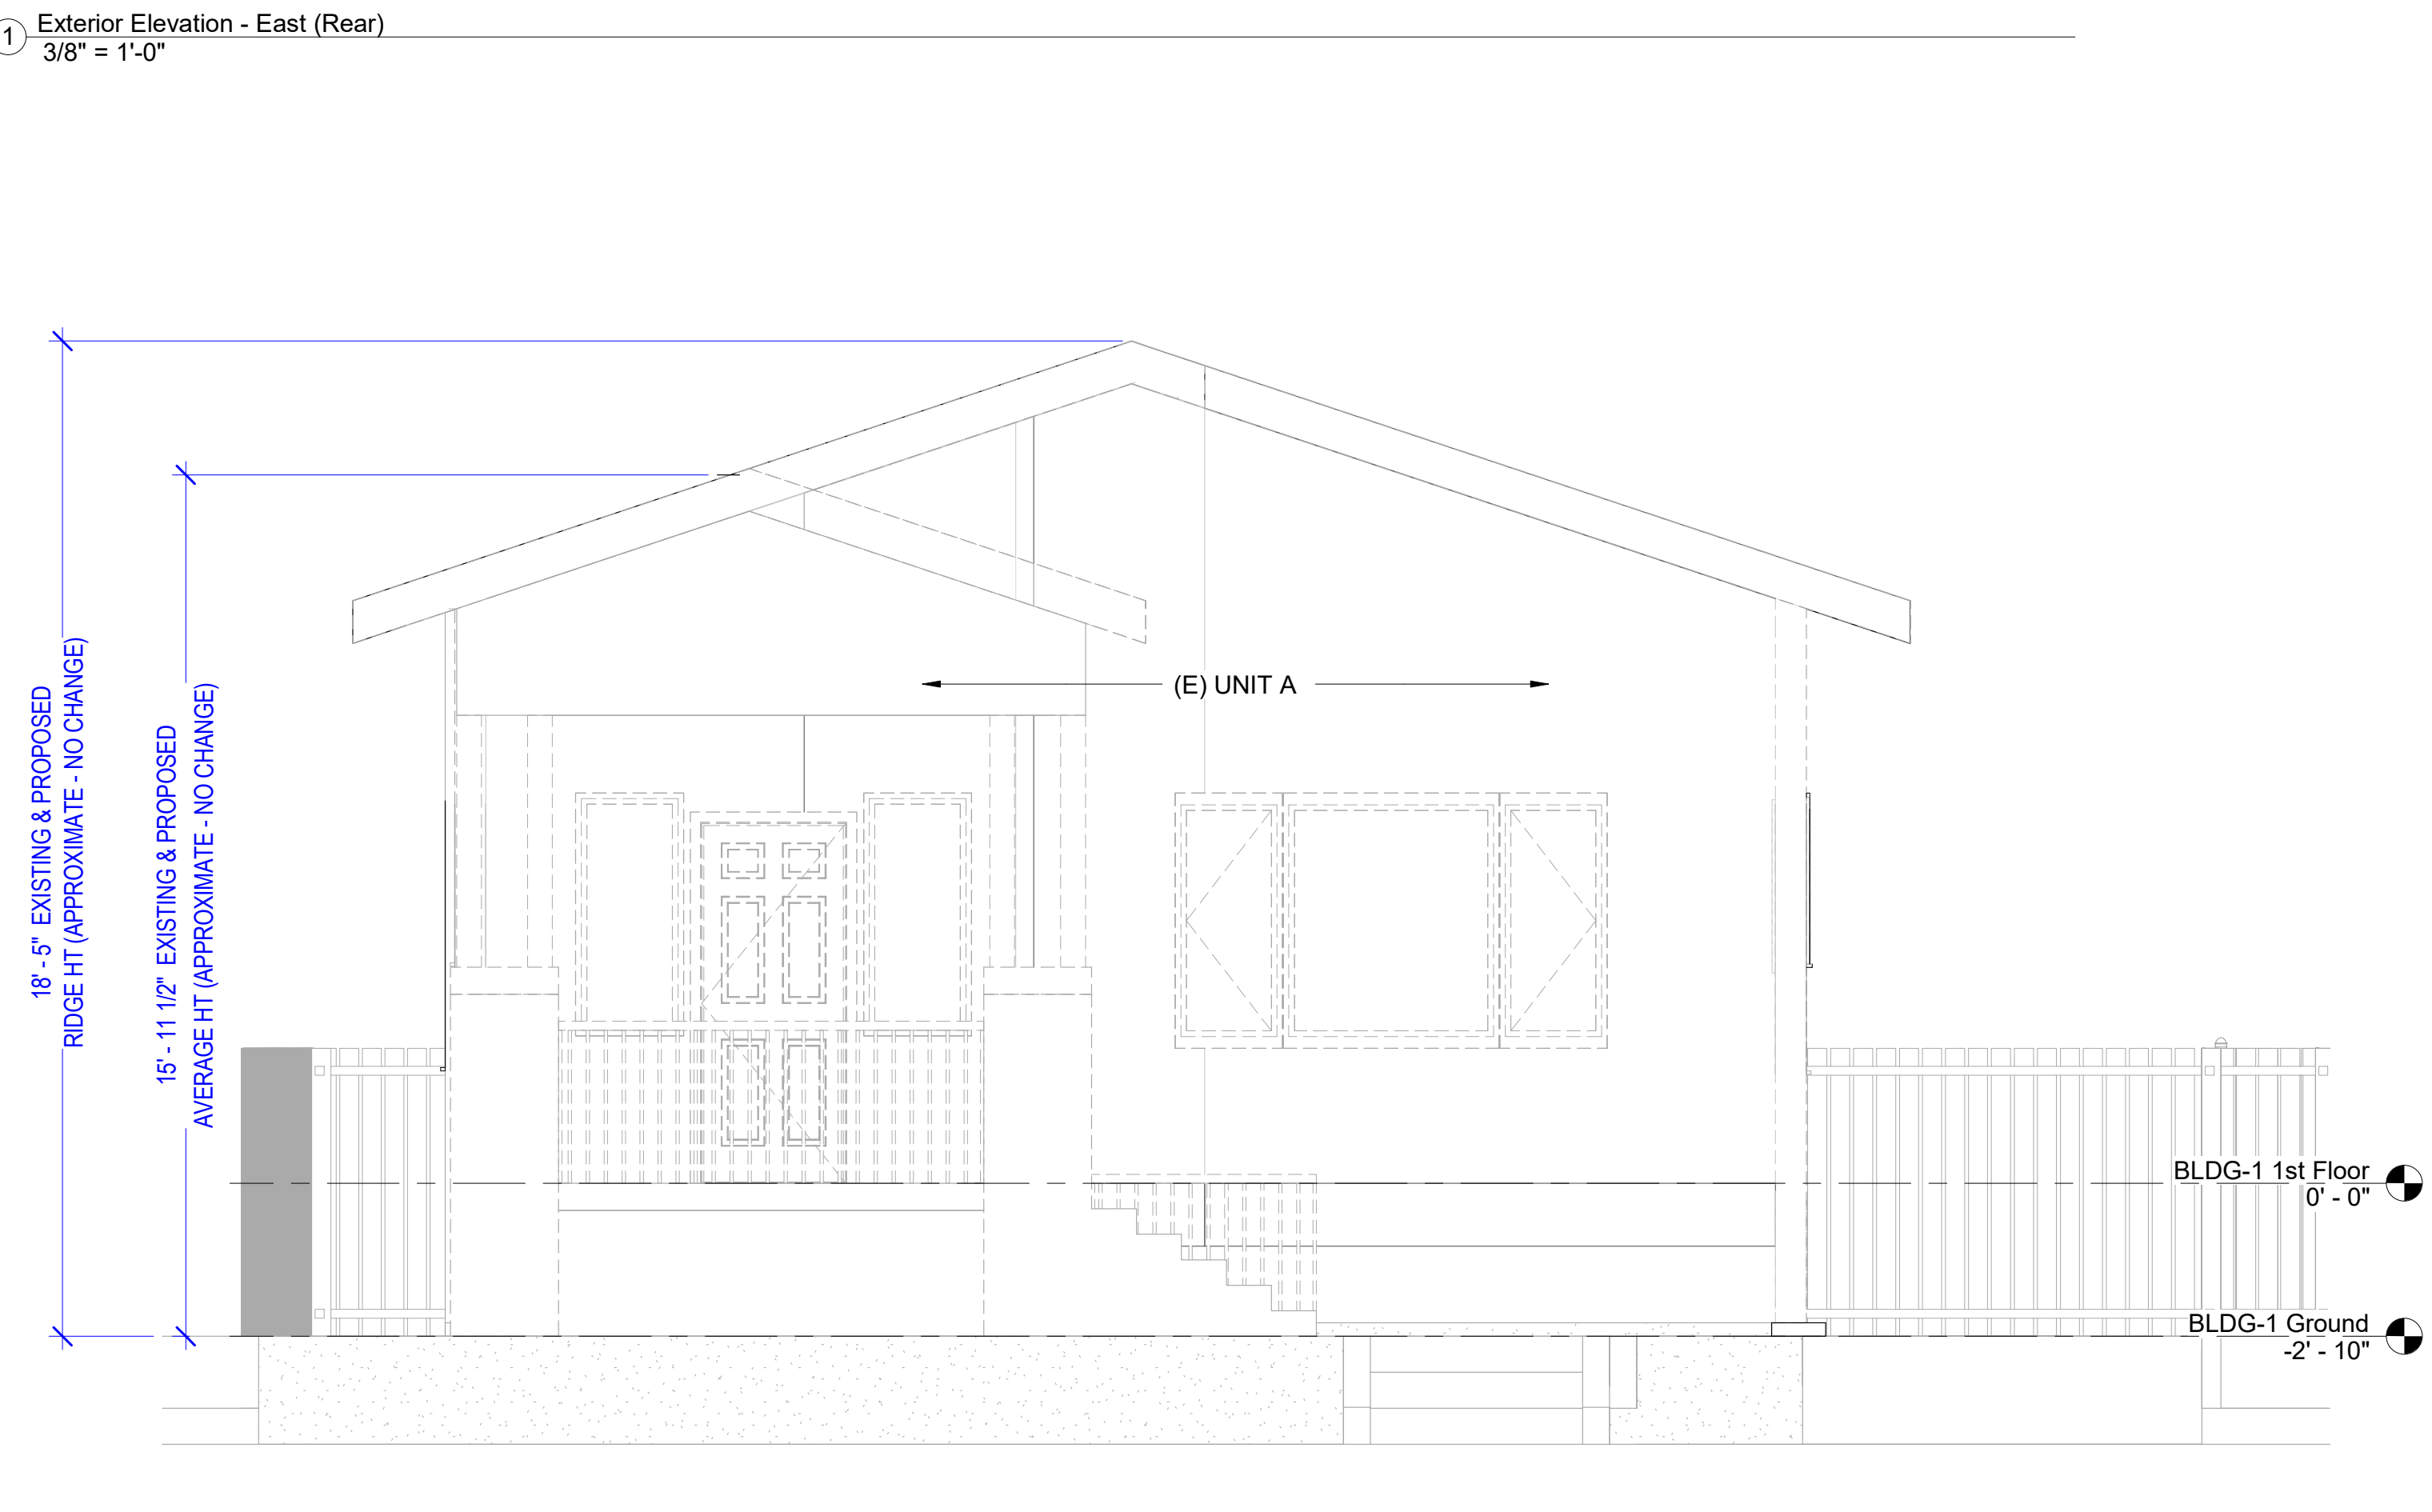 1
Exterior Elevation - East (Rear)
3/8" = 1'-0"
18' - 5" EXISTING & PROPOSED
RIDGE HT (APPROXIMATE - NO CHANGE)
15' - 11 1/2" EXISTING & PROPOSED
AVERAGE HT (APPROXIMATE - NO CHANGE)
(E) UNIT A
BLDG-1 1st Floor
0' - 0"
BLDG-1 Ground
-2' - 10"